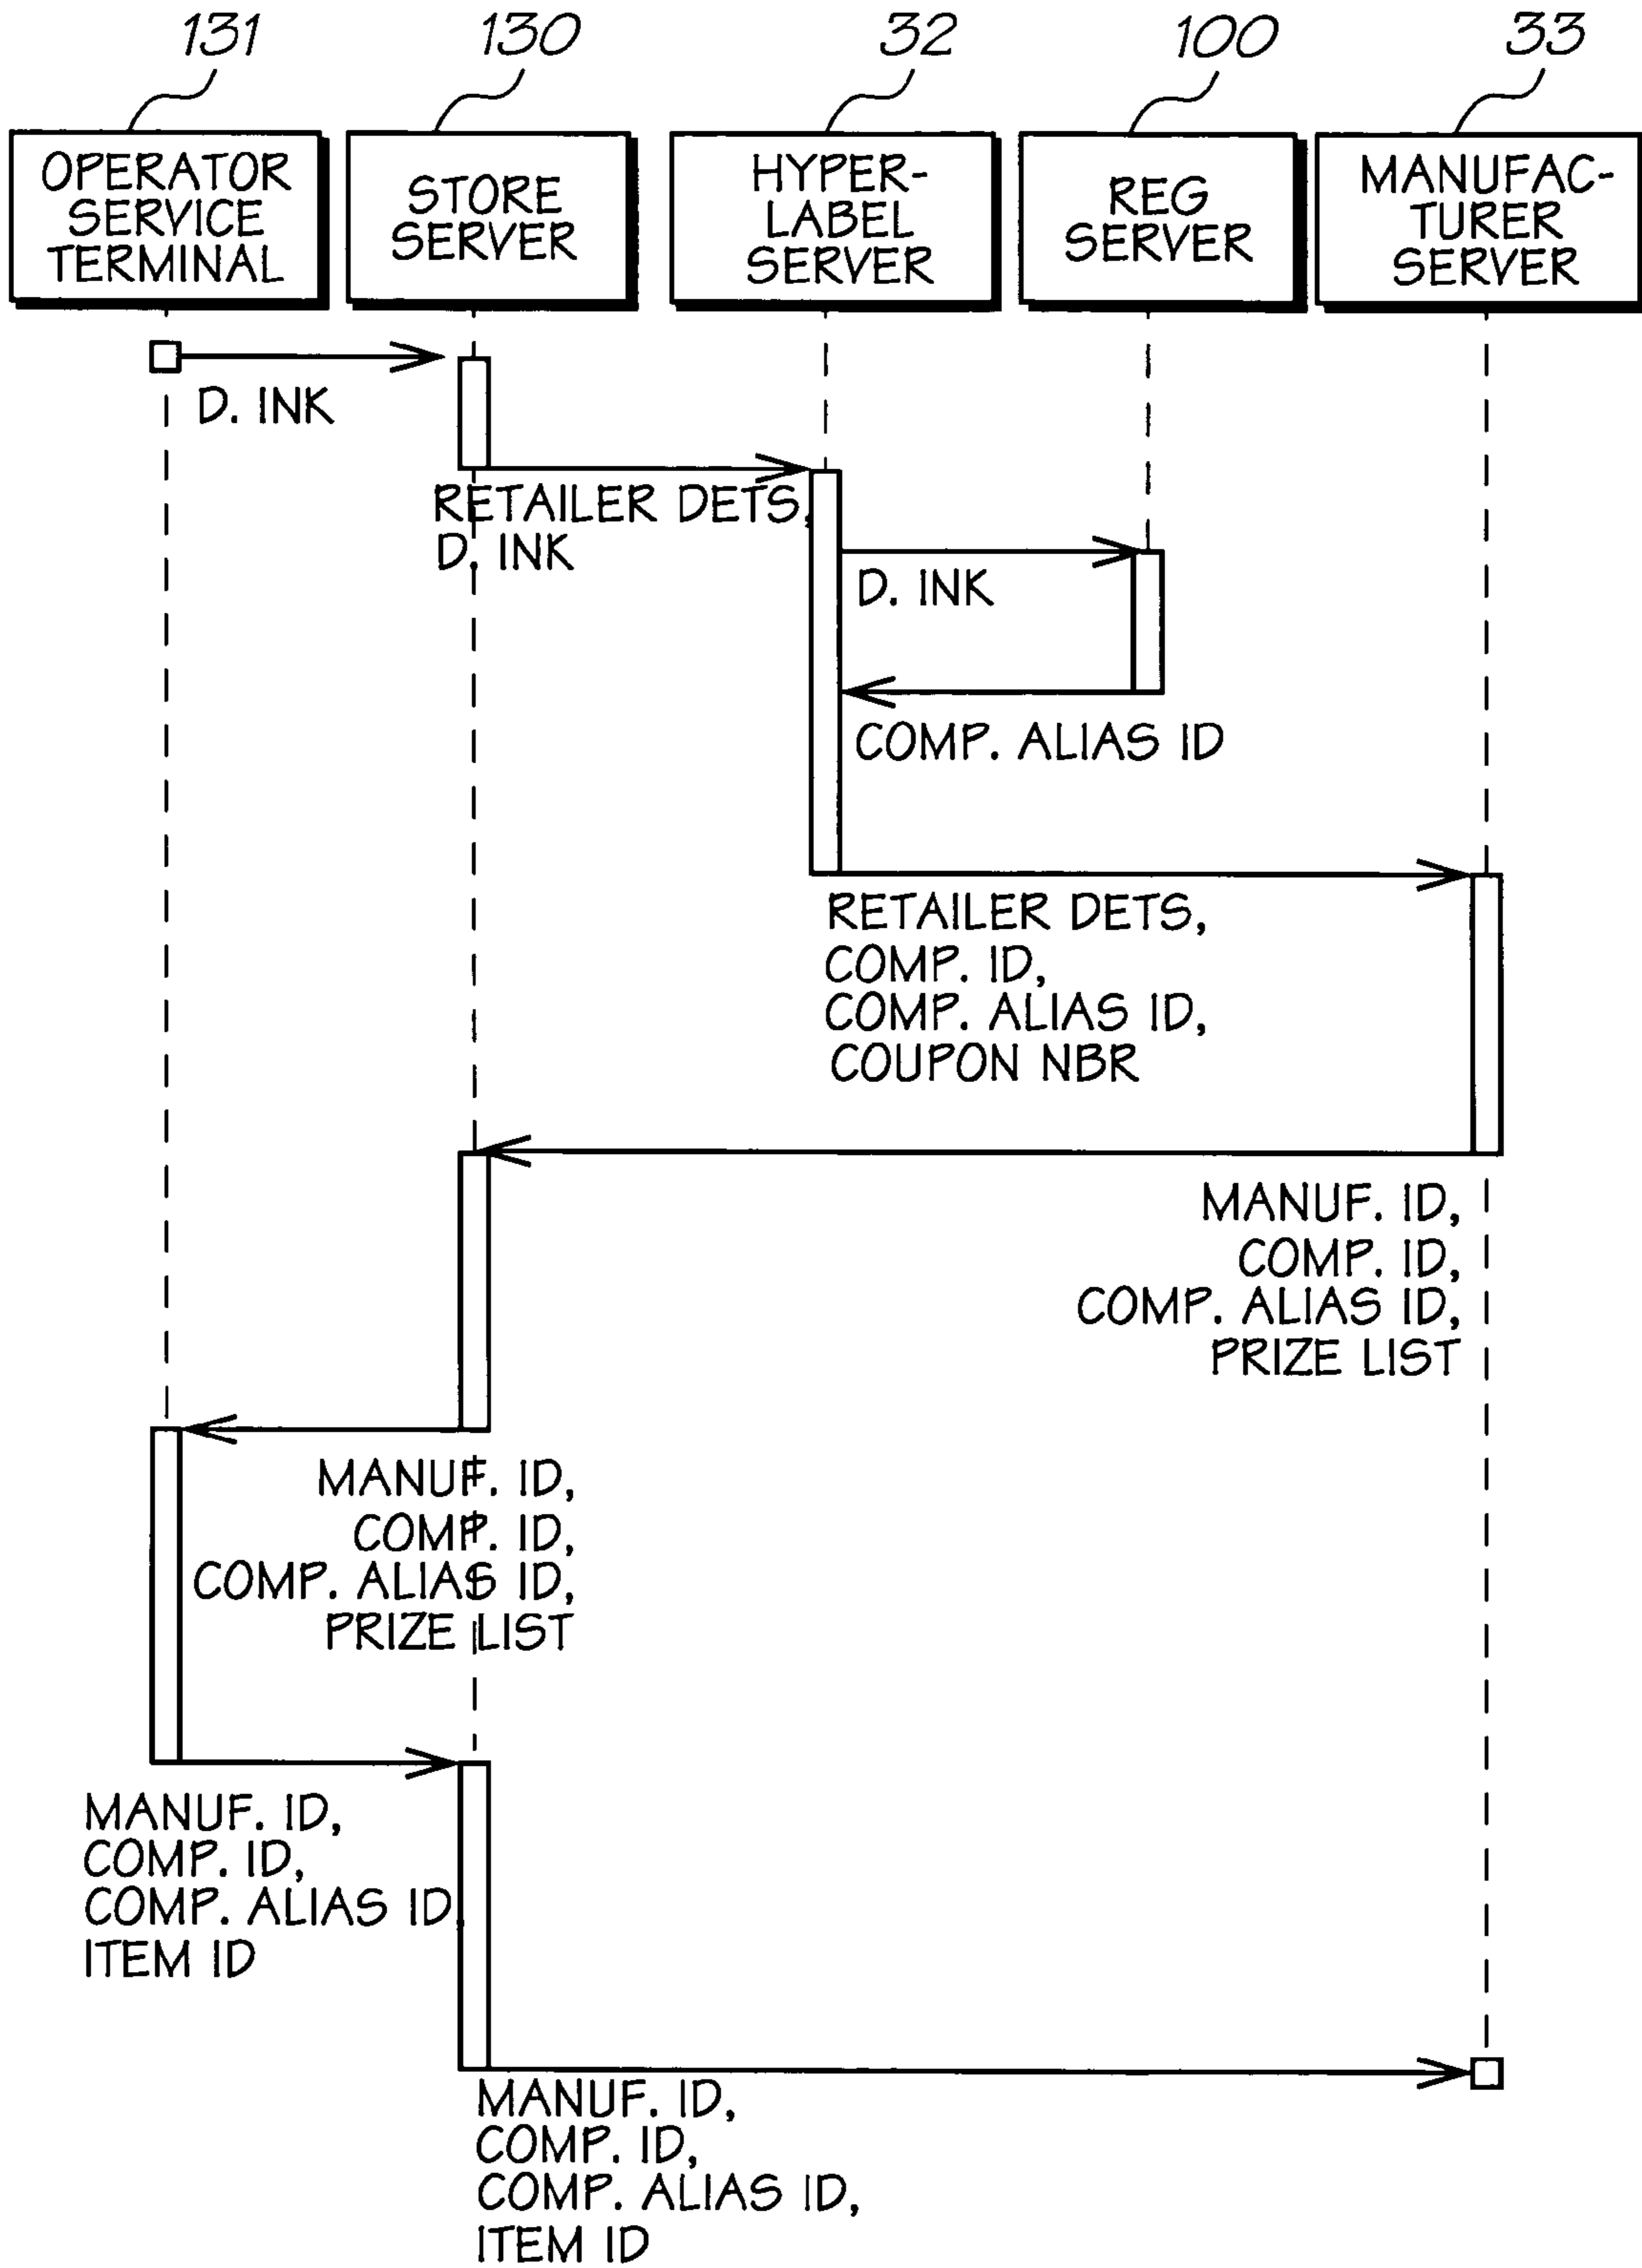 131
130
32
100
33
OPERATOR
SERVICE
TERMINAL
STORE
SERVER
HYPER-
LABEL
SERVER
REG
SERVER
MANUFAC-
TURER
SERVER
D. INK
RETAILER DETS,
D. INK
D. INK
COMP. ALIAS ID
RETAILER DETS,
COMP. ID,
COMP. ALIAS ID,
COUPON NBR
MANUF. ID,
COMP. ID,
COMP. ALIAS ID,
PRIZE LIST
MANUF. ID,
COMP. ID,
COMP. ALIAS ID,
PRIZE LIST
MANUF. ID,
COMP. ID,
COMP. ALIAS ID,
ITEM ID
MANUF. ID,
COMP. ID,
COMP. ALIAS ID,
ITEM ID